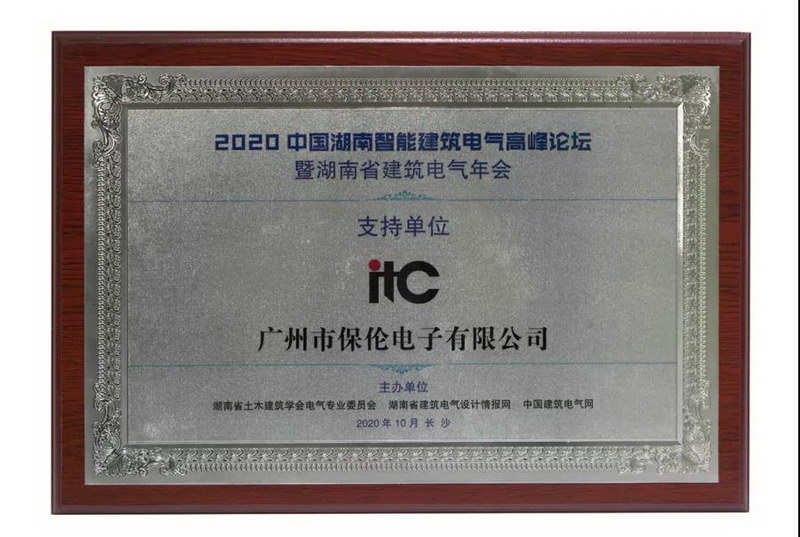 2020 中国湖南智能建筑电气高峰论坛
暨湖南省建筑电气年会
支持单位
itc
广州市保伦电子有限公司
主办单位
湖南省土木建筑学会电气专业委员会 湖南省建筑电气设计情报网 中国建筑电气网
2020 年 10 月 长 沙